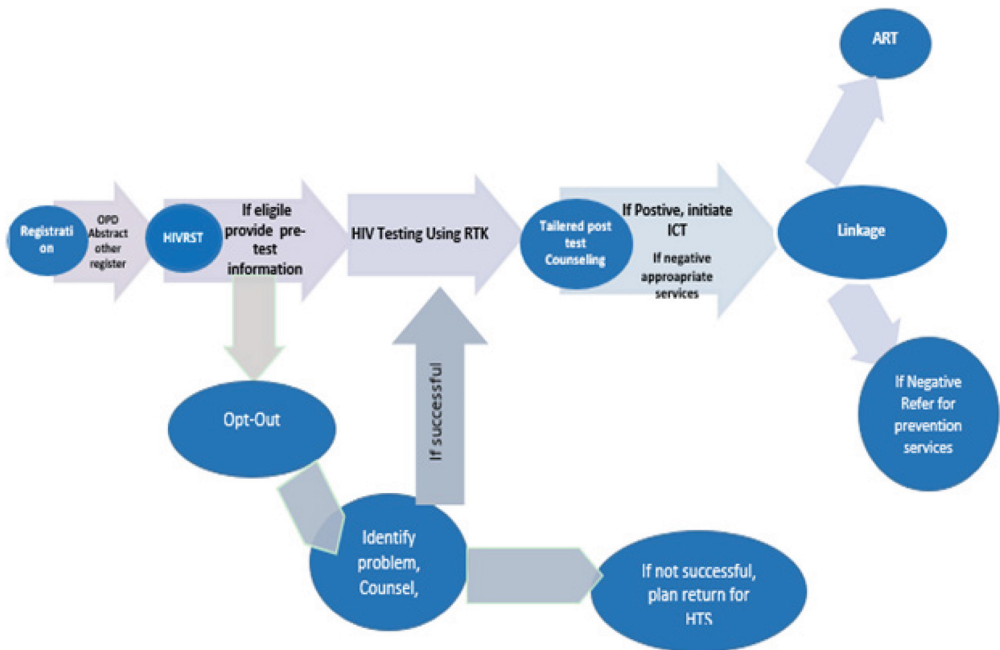 ART
Registrati
on
OPD
Abstract
other
register
HIVRST
If eligile
provide pre-
test
information
HIV Testing Using RTK
Tailered post
test
Counseling
If Postive, initiate
ICT
If negative
approapriate
services
Linkage
If Negative
Refer for
prevention
services
Opt-Out
If successful
Identify
problem,
Counsel,
If not successful,
plan return for
HTS